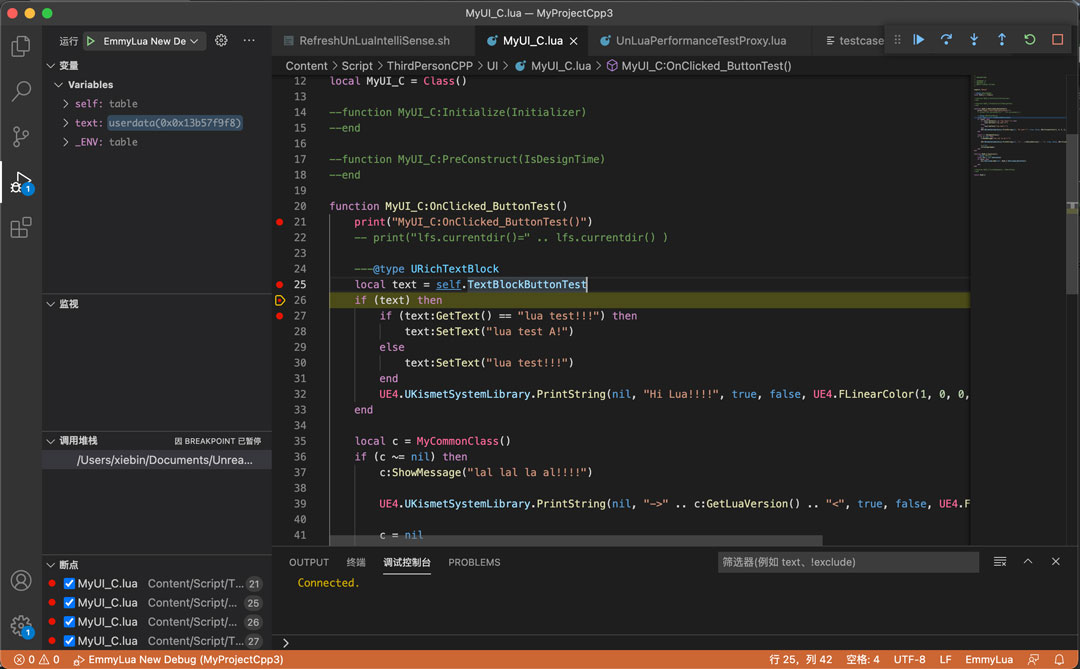 MyUI_C.lua — MyProjectCpp3
运行 EmmyLua New De
RefreshUnLuaIntelliSense.sh
MyUI_C.lua
UnLuaPerformanceTestProxy.lua
testcase
Content > Script > ThirdPersonCPP > UI > MyUI_C.lua > MyUI_C:OnClicked_ButtonTest()
变量
Variables
self: table
text: userdata(0x0x13b57f9f8)
_ENV: table
监视
调用堆栈 因 BREAKPOINT 已暂停
/Users/xiebin/Documents/Unrea...
断点
MyUI_C.lua Content/Script/T... 21
MyUI_C.lua Content/Script/... 25
MyUI_C.lua Content/Script/... 26
MyUI_C.lua Content/Script/T... 27
12 local MyUI_C = Class()
13
14 --function MyUI_C:Initialize(Initializer)
15 --end
16
17 --function MyUI_C:PreConstruct(IsDesignTime)
18 --end
19
20 function MyUI_C:OnClicked_ButtonTest()
21 print("MyUI_C:OnClicked_ButtonTest()")
22 -- print("lfs.currentdir()=" .. lfs.currentdir() )
23
24 ---@type URichTextBlock
25 local text = self.TextBlockButtonTest
26 if (text) then
27 if (text:GetText() == "lua test!!!") then
28 text:SetText("lua test A!")
29 else
30 text:SetText("lua test!!!")
31 end
32 UE4.UKismetSystemLibrary.PrintString(nil, "Hi Lua!!!!", true, false, UE4.FLinearColor(1, 0, 0,
33 end
34
35 local c = MyCommonClass()
36 if (c ~= nil) then
37 c:ShowMessage("lal lal la al!!!!")
38
39 UE4.UKismetSystemLibrary.PrintString(nil, "->" .. c:GetLuaVersion() .. "<", true, false, UE4.F
40
41 c = nil
OUTPUT 终端 调试控制台 PROBLEMS 筛选器(例如 text、!exclude)
Connected.
1
1
0 0 EmmyLua New Debug (MyProjectCpp3) 行 25，列 42 空格: 4 UTF-8 LF EmmyLua